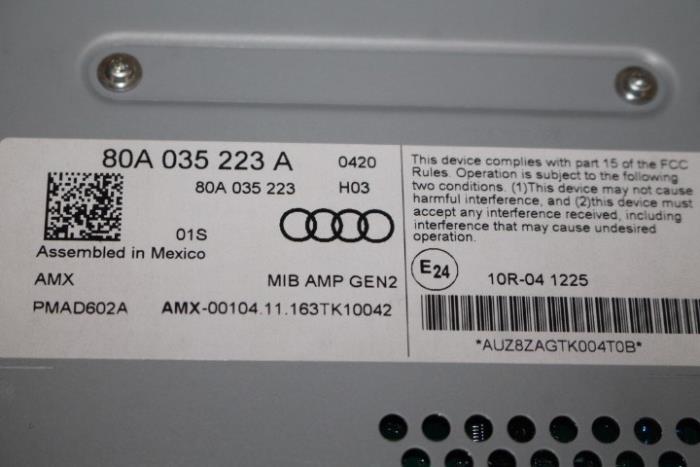 80A 035 223 A 0420
80A 035 223 H03
01S
Assembled in Mexico
AMX MIB AMP GEN2
PMAD602A AMX-00104.11.163TK10042
This device complies with part 15 of the FCC
Rules. Operation is subject to the following
two conditions. (1)This device may not cause
harmful interference, and (2)this device must
accept any interference received, including
interference that may cause undesired
operation.
E24 10R-04 1225
*AUZ8ZAGTK004T0B*